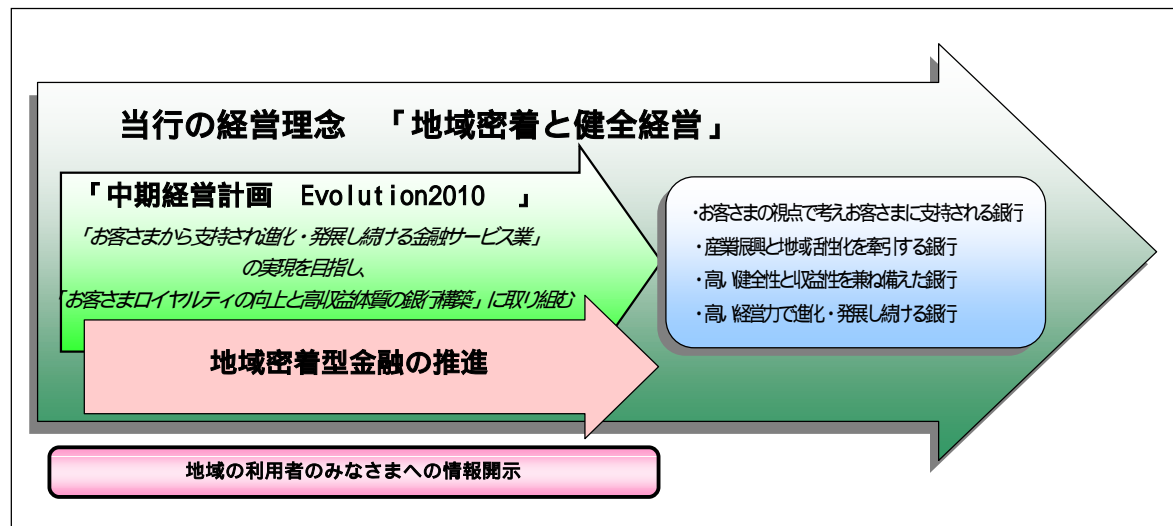 当行の経営理念 「地域密着と健全経営」
「中期経営計画 Evolution2010 」
「お客さまから支持され進化・発展し続ける金融サービス業」
の実現を目指し、
「お客さまロイヤルティの向上と高収益体質の銀行構築」に取り組む
・お客さまの視点で考えお客さまに支持される銀行
・産業振興と地域活性化を牽引する銀行
・高い健全性と収益性を兼ね備えた銀行
・高い経営力で進化・発展し続ける銀行
地域密着型金融の推進
地域の利用者のみなさまへの情報開示